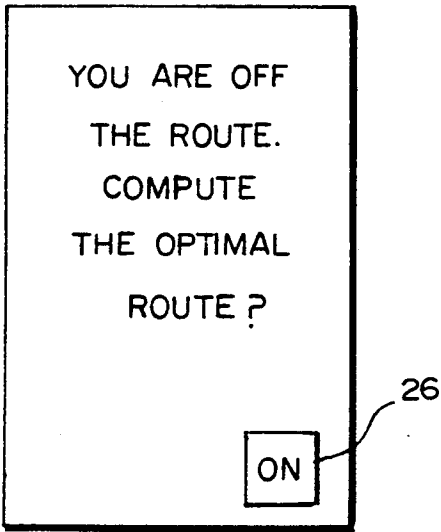 YOU ARE OFF
THE ROUTE.
COMPUTE
THE OPTIMAL
ROUTE?
26
ON